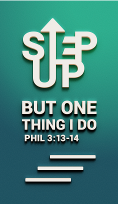 STEP
UP
BUT ONE
THING I DO
PHIL 3:13-14